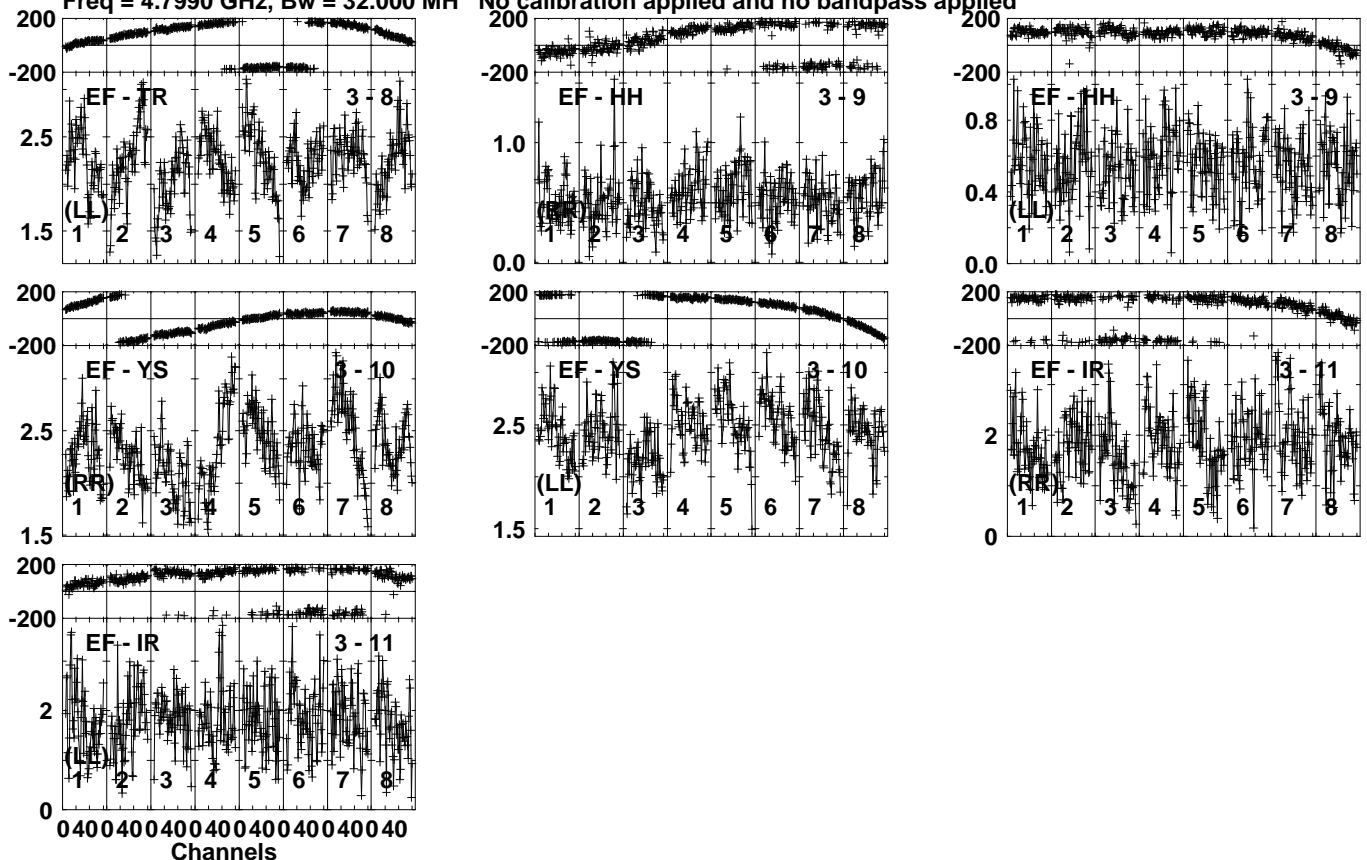 Freq = 4.7990 GHz, Bw = 32.000 MH No calibration applied and no bandpass applied
200
-200
EF - TR 3 - 8
2.5
(LL)
1.5
1 2 3 4 5 6 7 8
200
-200
EF - HH 3 - 9
1.0
(RR)
0.0
1 2 3 4 5 6 7 8
200
-200
EF - HH 3 - 9
0.8
0.4
(LL)
0.0
1 2 3 4 5 6 7 8
200
-200
EF - YS 3 - 10
2.5
(RR)
1.5
1 2 3 4 5 6 7 8
200
-200
EF - YS 3 - 10
2.5
(LL)
1.5
1 2 3 4 5 6 7 8
200
-200
EF - IR 3 - 11
2
(RR)
0
1 2 3 4 5 6 7 8
200
-200
EF - IR 3 - 11
2
(LL)
1 2 3 4 5 6 7 8
0
0 40 0 40 0 40 0 40 0 40 0 40 0 40 0 40
Channels